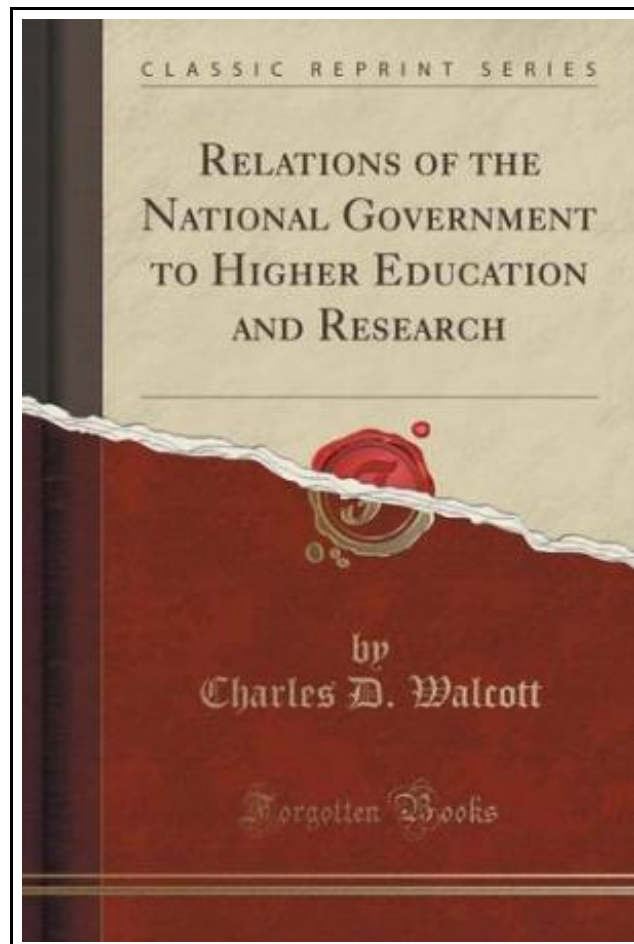 CLASSIC REPRINT SERIES
RELATIONS OF THE
NATIONAL GOVERNMENT
TO HIGHER EDUCATION
AND RESEARCH
F
by
Charles D. Walcott
Forgotten Books